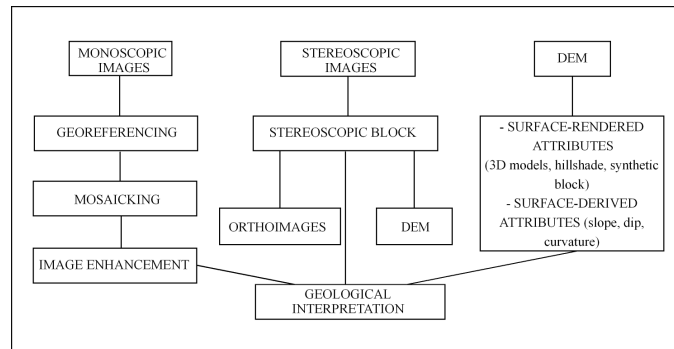 MONOSCOPIC
IMAGES
GEOREFERENCING
MOSAICKING
IMAGE ENHANCEMENT
STEREOSCOPIC
IMAGES
STEREOSCOPIC BLOCK
ORTHOIMAGES
DEM
DEM
- SURFACE-RENDERED
ATTRIBUTES
(3D models, hillshade, synthetic
block)
- SURFACE-DERIVED
ATTRIBUTES (slope, dip,
curvature)
GEOLOGICAL
INTERPRETATION